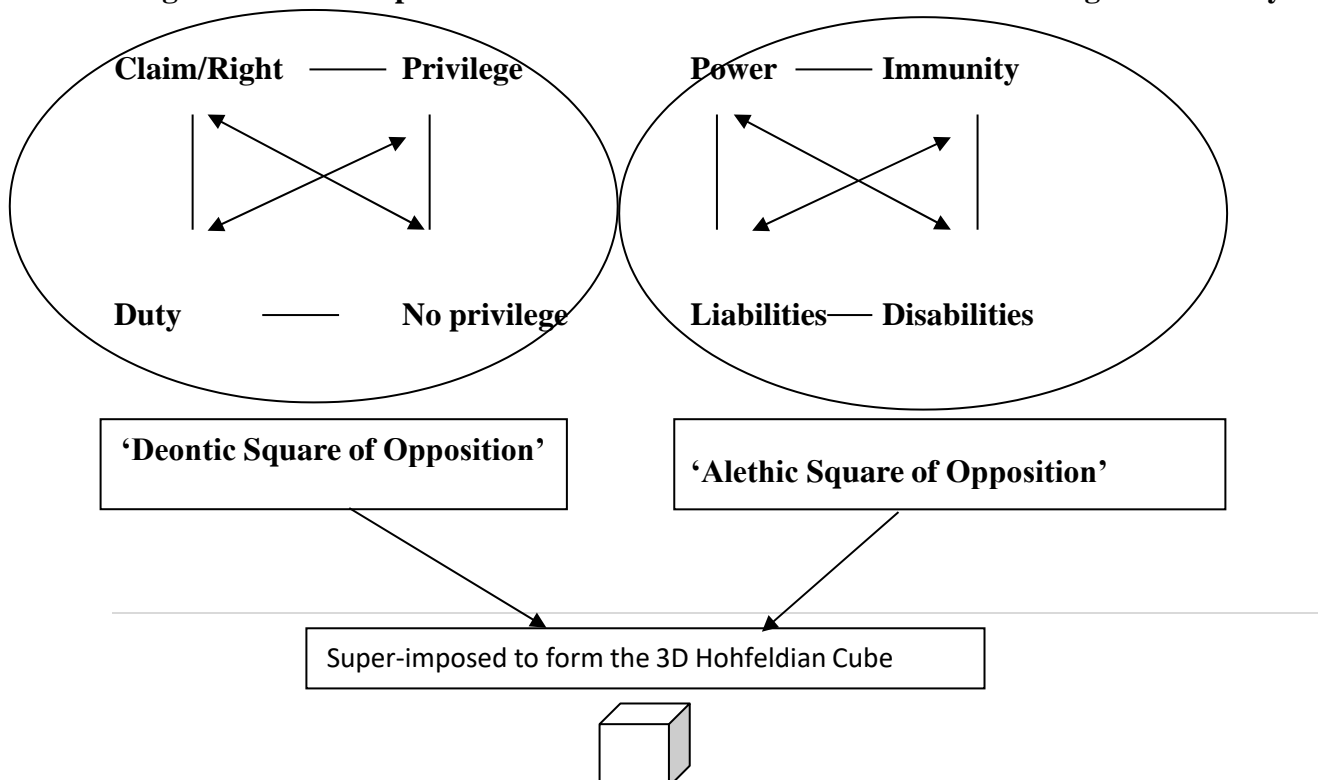 Claim/Right Privilege Power Immunity
Duty No privilege Liabilities Disabilities
‘Deontic Square of Opposition’
‘Alethic Square of Opposition’
Super-imposed to form the 3D Hohfeldian Cube